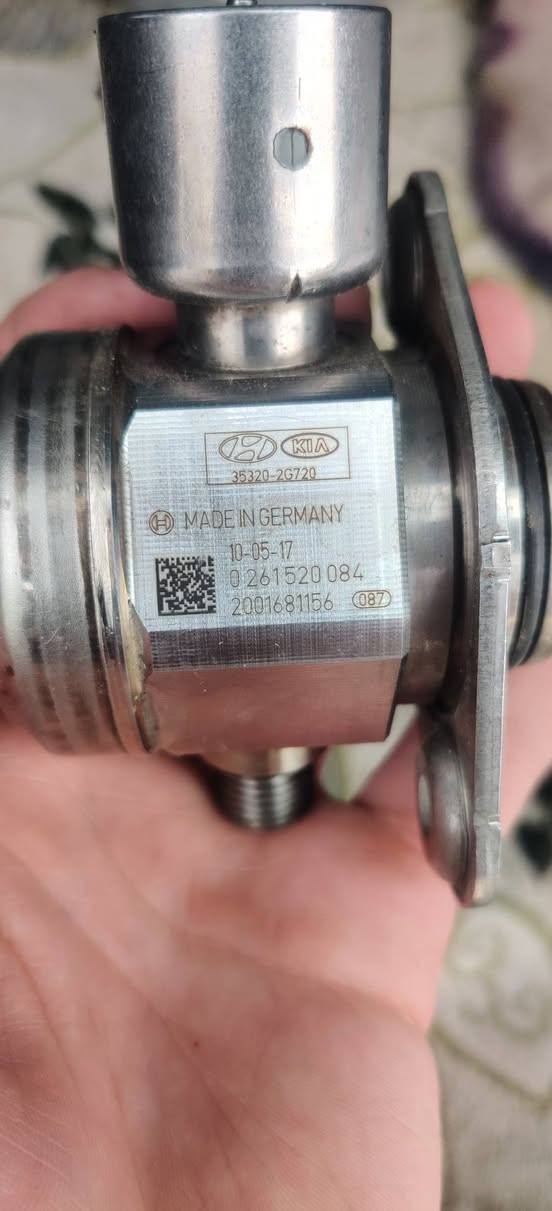 KIA
35320-2G720
MADE IN GERMANY
10-05-17
0 261 520 084
2001681156 087